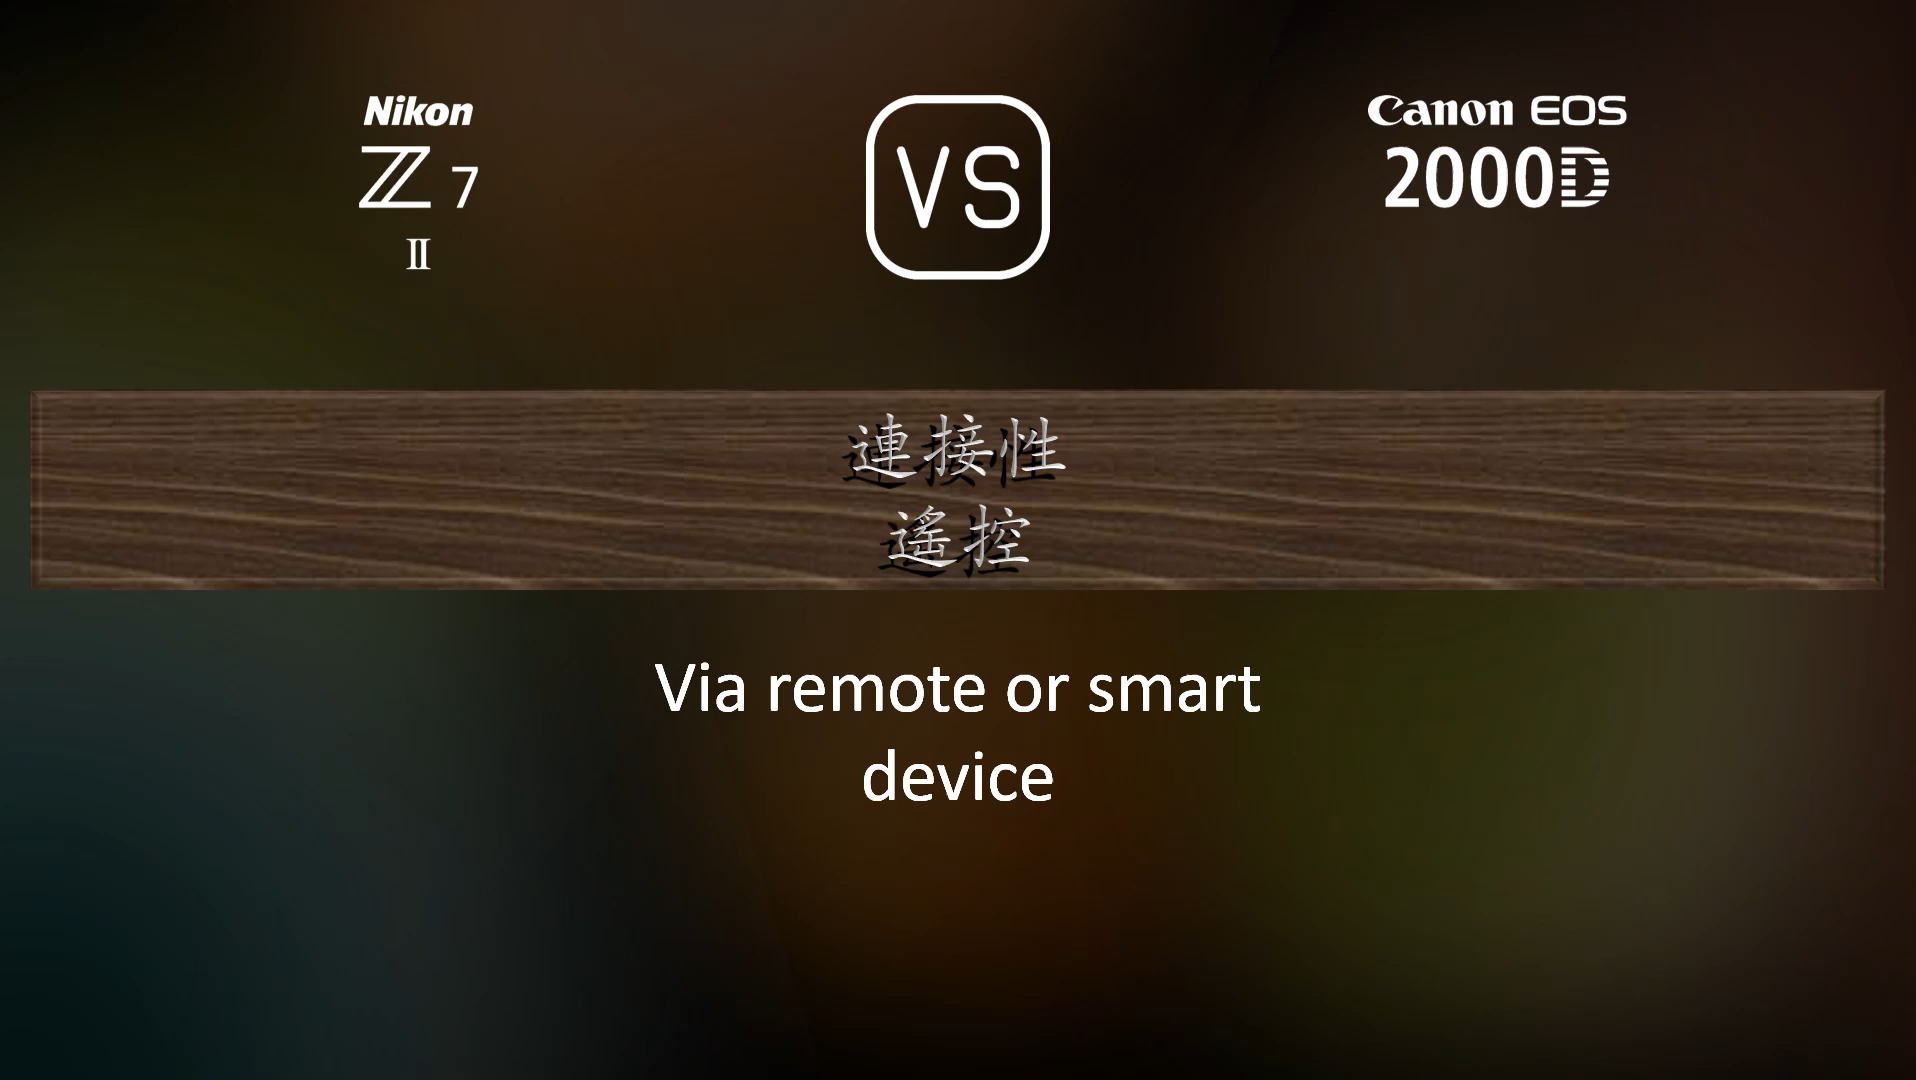 Nikon
Z 7
II
VS
Canon EOS
2000D
連接性
遙控
Via remote or smart
device